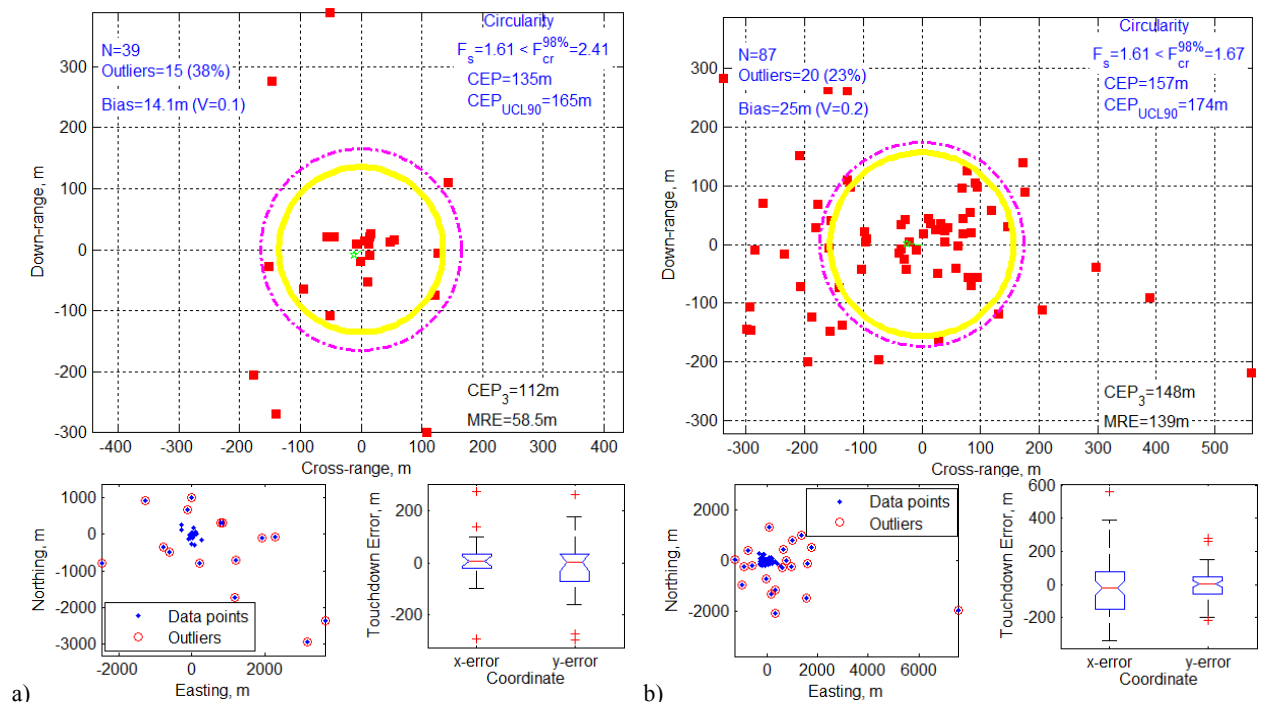 N=39
Outliers=15 (38%)
Bias=14.1m (V=0.1)
Circularity
F_s=1.61 < F_cr^98%=2.41
CEP=135m
CEP_UCL90=165m
CEP_3=112m
MRE=58.5m
Down-range, m
300
200
100
0
-100
-200
-300
-400 -300 -200 -100 0 100 200 300 400
Cross-range, m
N=87
Outliers=20 (23%)
Bias=25m (V=0.2)
Circularity
F_s=1.61 < F_cr^98%=1.67
CEP=157m
CEP_UCL90=174m
CEP_3=148m
MRE=139m
Down-range, m
300
200
100
0
-100
-200
-300
-300 -200 -100 0 100 200 300 400 500
Cross-range, m
Northing, m
1000
0
-1000
-2000
-3000
Data points
Outliers
-2000 0 2000
Easting, m
Touchdown Error, m
200
0
-200
x-error y-error
Coordinate
Northing, m
2000
0
-2000
Data points
Outliers
0 2000 4000 6000
Easting, m
Touchdown Error, m
600
400
200
0
-200
x-error y-error
Coordinate
a)
b)